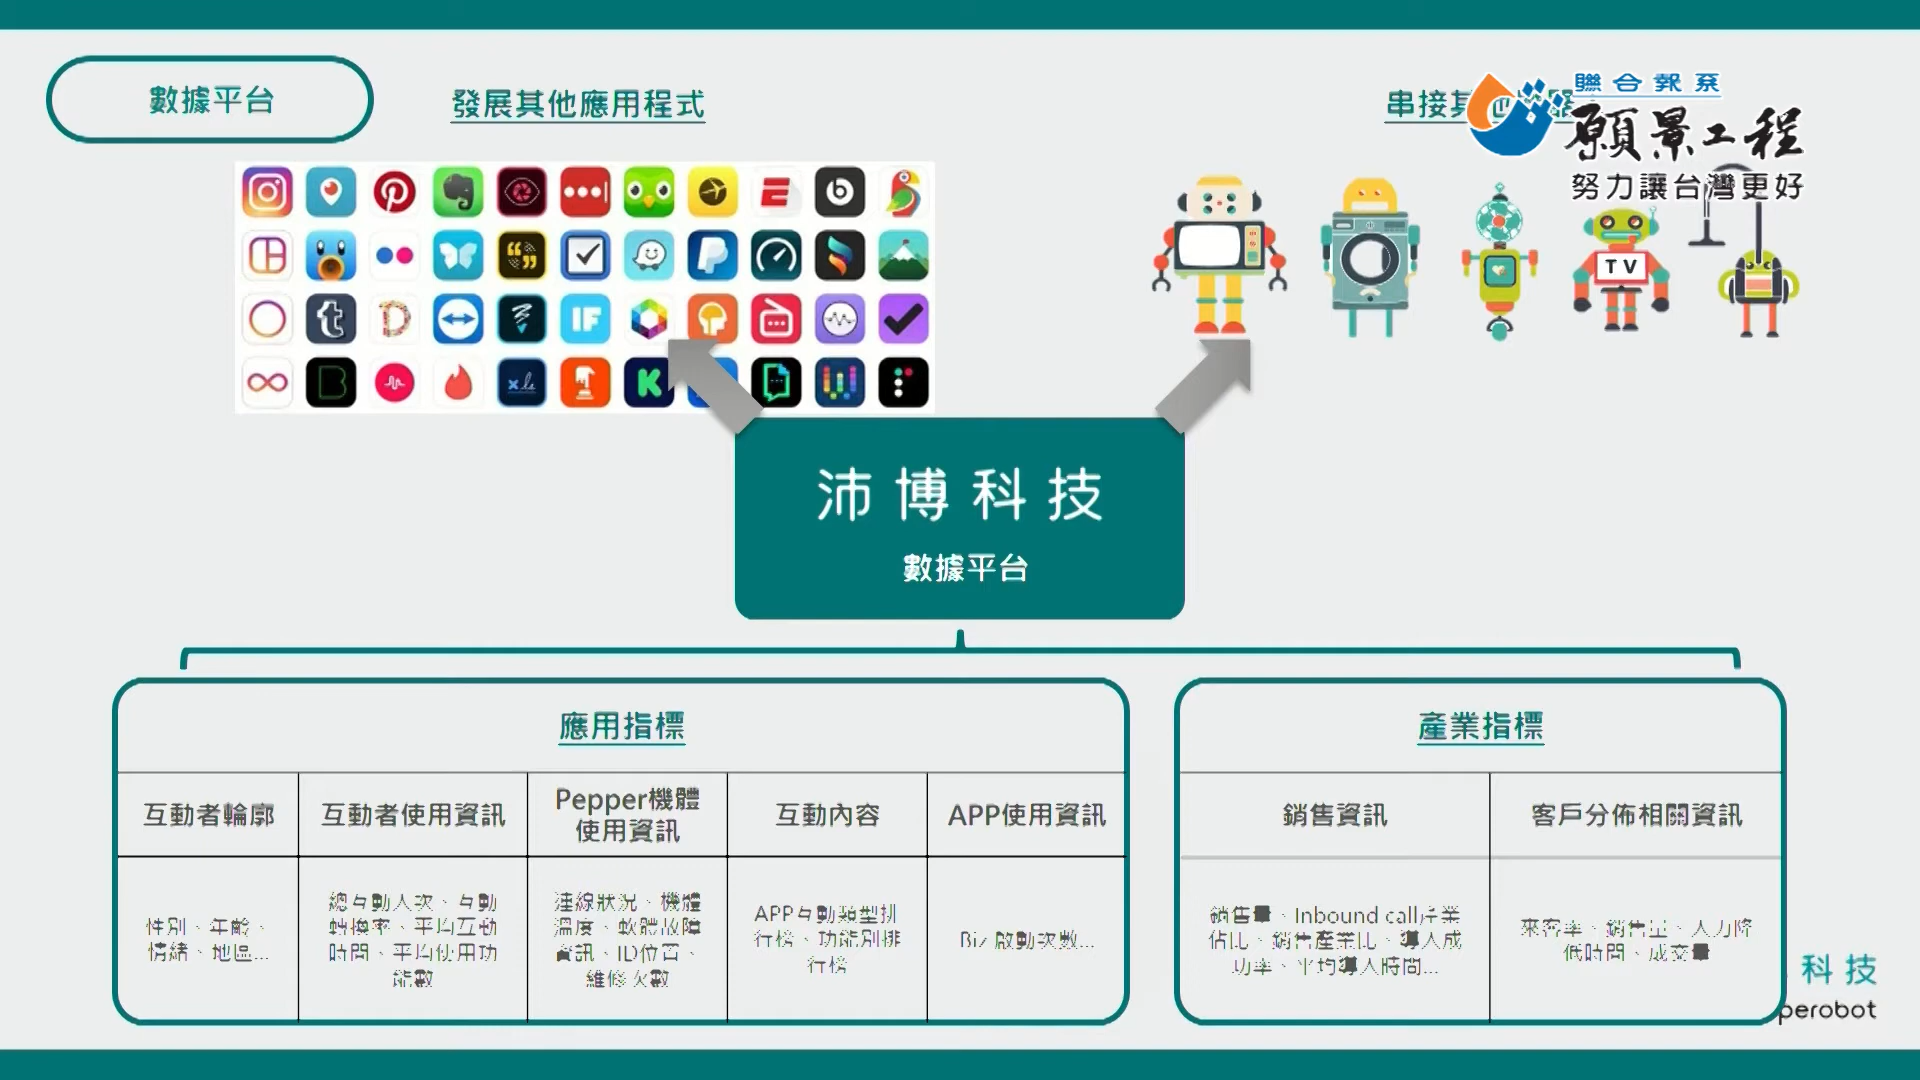 數據平台
發展其他應用程式
串接其他
聯合報系
願景工程
努力讓台灣更好
TV
沛博科技
數據平台
應用指標
產業指標
互動者輪廓
互動者使用資訊
Pepper機體
使用資訊
互動內容
APP使用資訊
銷售資訊
客戶分佈相關資訊
性別、年齡、
情緒、地區...
總互動人次、互動
轉換率、平均互動
時間、平均使用功
能數
連線狀況、機體
溫度、軟體故障
資訊、ID位置、
維修次數
APP互動類型排
行榜、功能別排
行榜
Biz 啟動次數...
銷售量、Inbound call產業
佔比、銷售產業比、導入成
功率、平均導入時間...
來客率、銷售量、人力降
低時間、成交量
科技
perobot